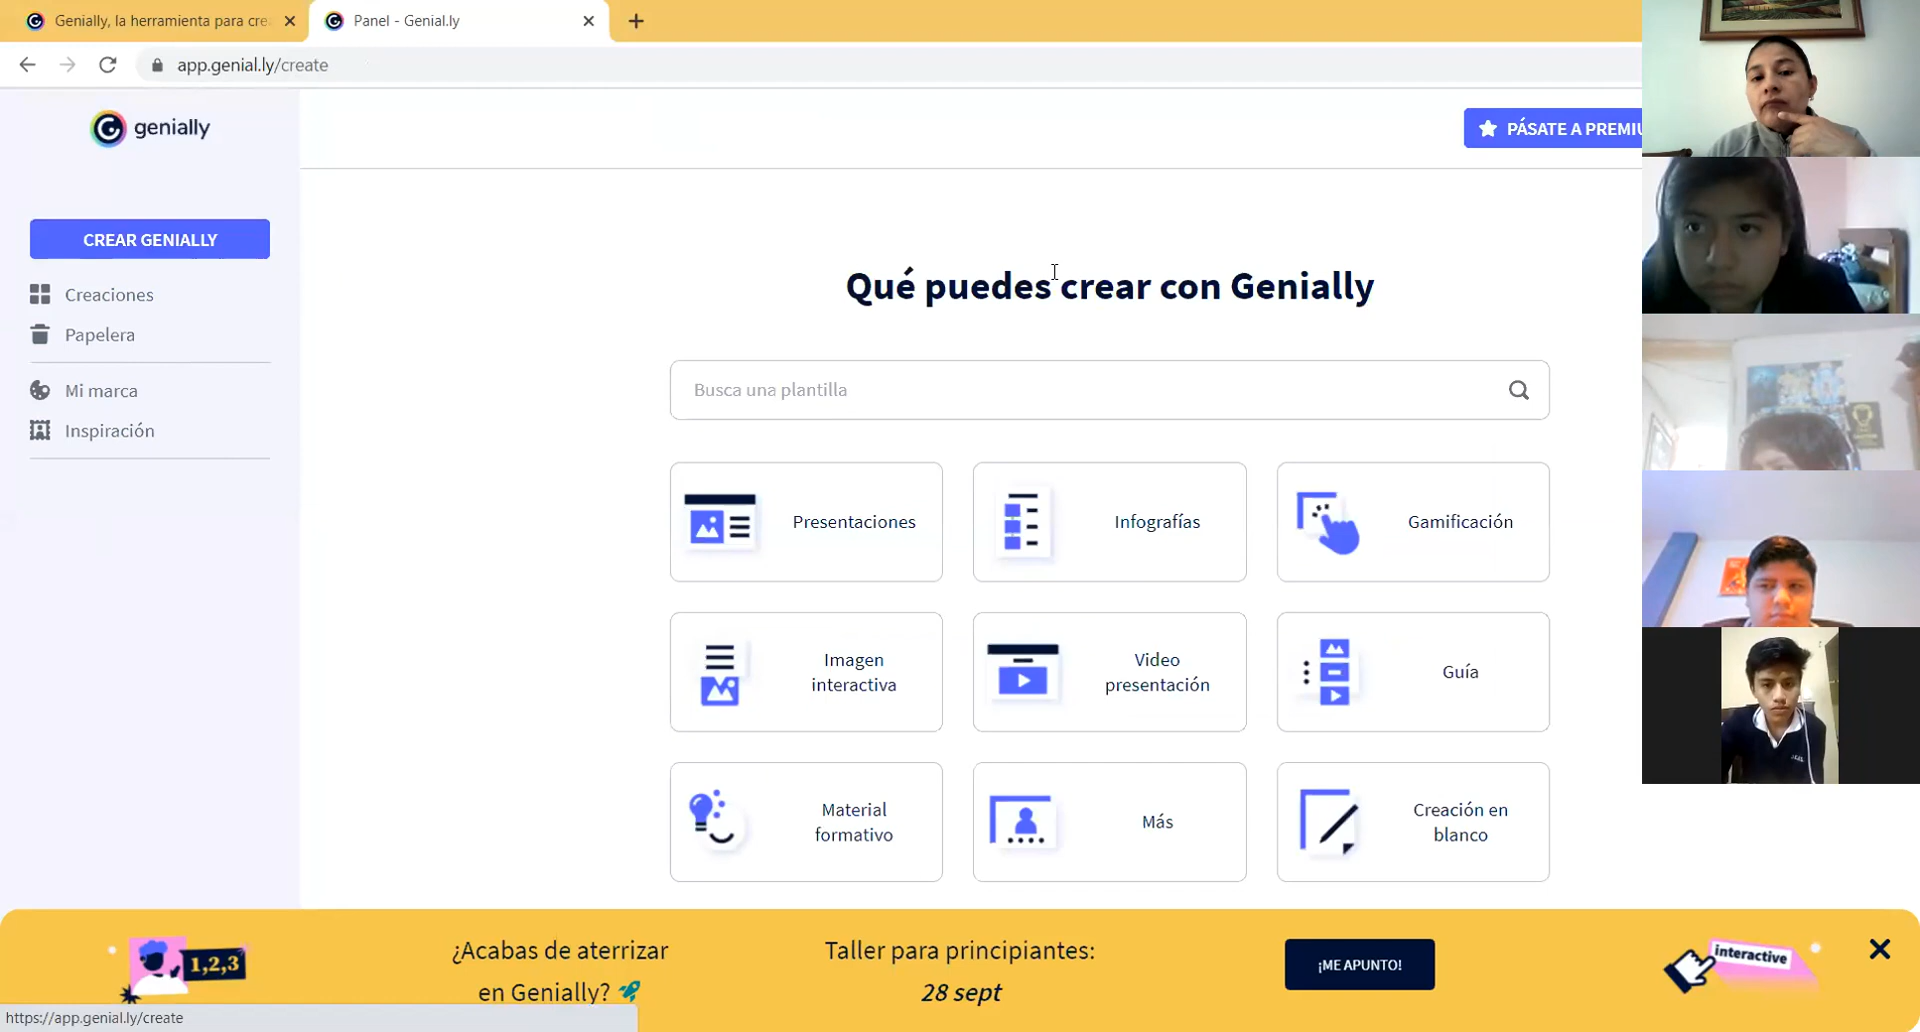 Genially, la herramienta para cre
Panel - Genial.ly
app.genial.ly/create
genially
PÁSATE A PREMIU
CREAR GENIALLY
Creaciones
Papelera
Mi marca
Inspiración
Qué puedes crear con Genially
Busca una plantilla
Presentaciones
Infografías
Gamificación
Imagen
interactiva
Video
presentación
Guía
Material
formativo
Más
Creación en
blanco
1,2,3
¿Acabas de aterrizar
en Genially?
Taller para principiantes:
28 sept
¡ME APUNTO!
interactive
https://app.genial.ly/create